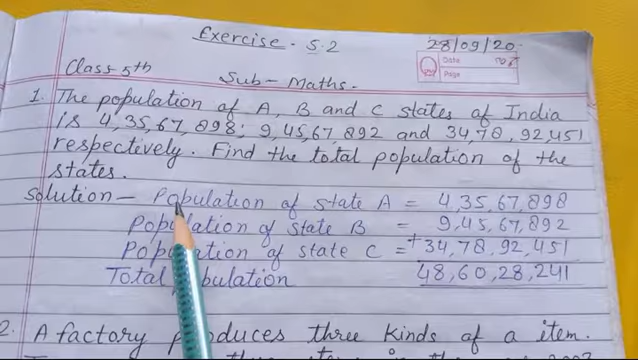 Exercise - 5.2
28/09/20
Date
Page
Class 5th
Sub - Maths.
1. The population of A, B and C states of India
is 4,35,67,898; 9,45,67,892 and 34,78,92,451
respectively. Find the total population of the
states.
Solution - Population of state A = 4,35,67,898
Population of state B = 9,45,67,892
Population of state C = +34,78,92,451
Total population 48,60,28,241
2. A factory produces three kinds of a item.